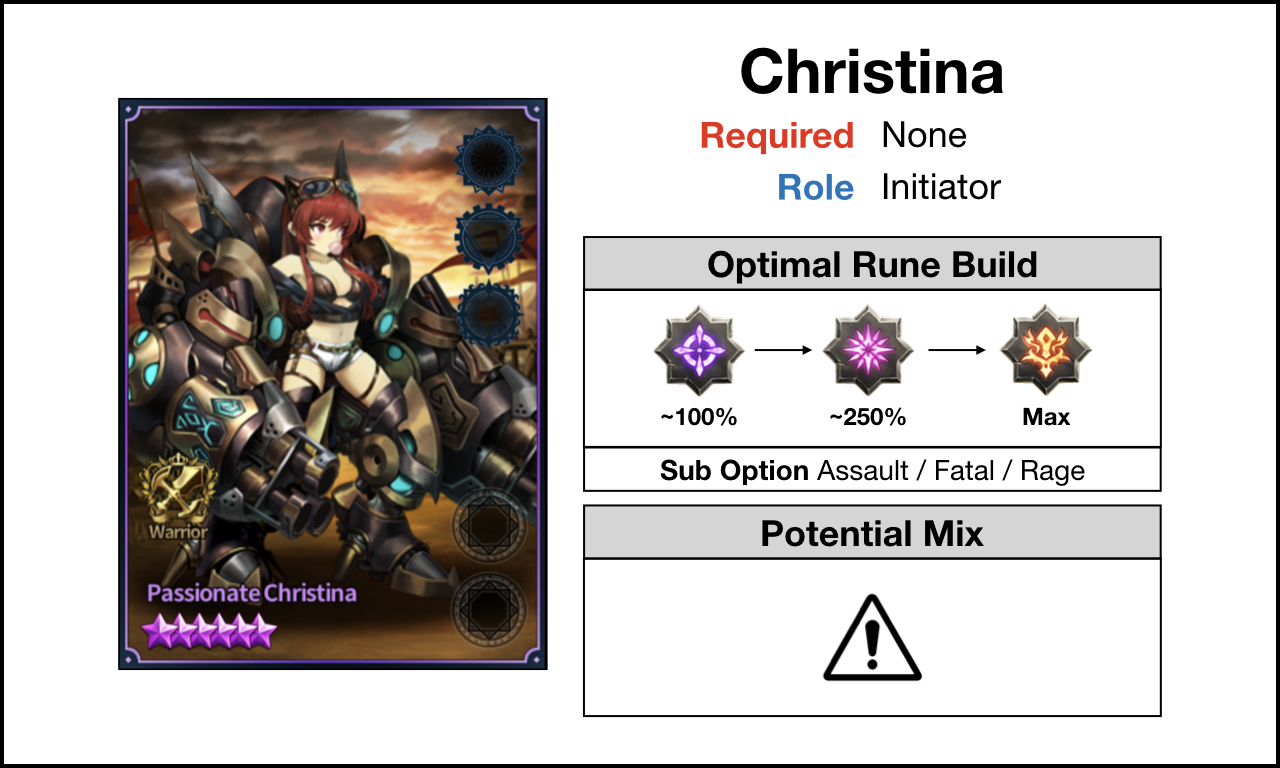 Christina
Required None
Role Initiator
Optimal Rune Build
~100% ~250% Max
Sub Option Assault / Fatal / Rage
Potential Mix
Warrior
Passionate Christina